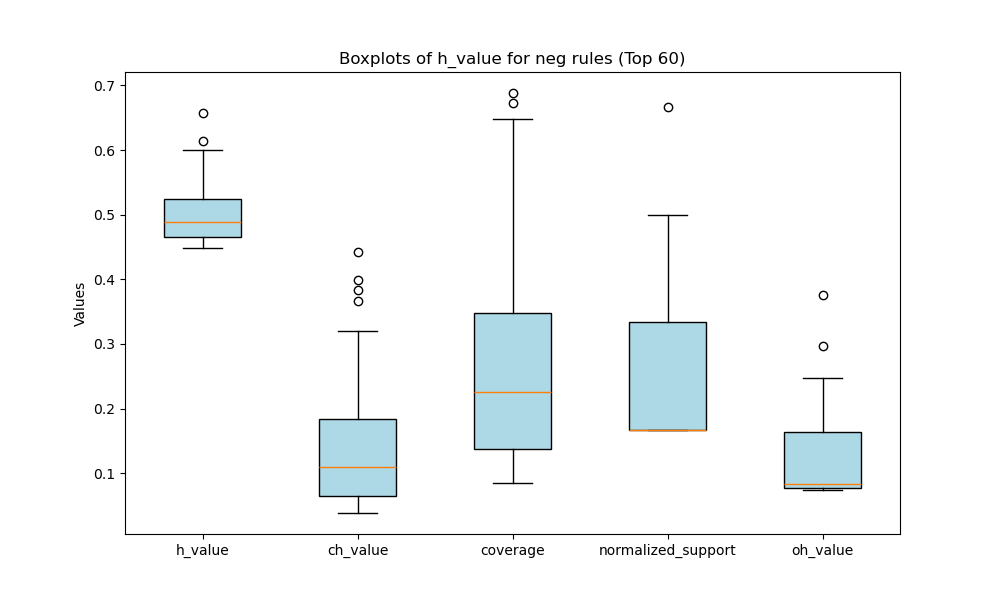 Boxplots of h_value for neg rules (Top 60)
0.7
0.6
0.5
0.4
0.3
0.2
0.1
Values
h_value
ch_value
coverage
normalized_support
oh_value